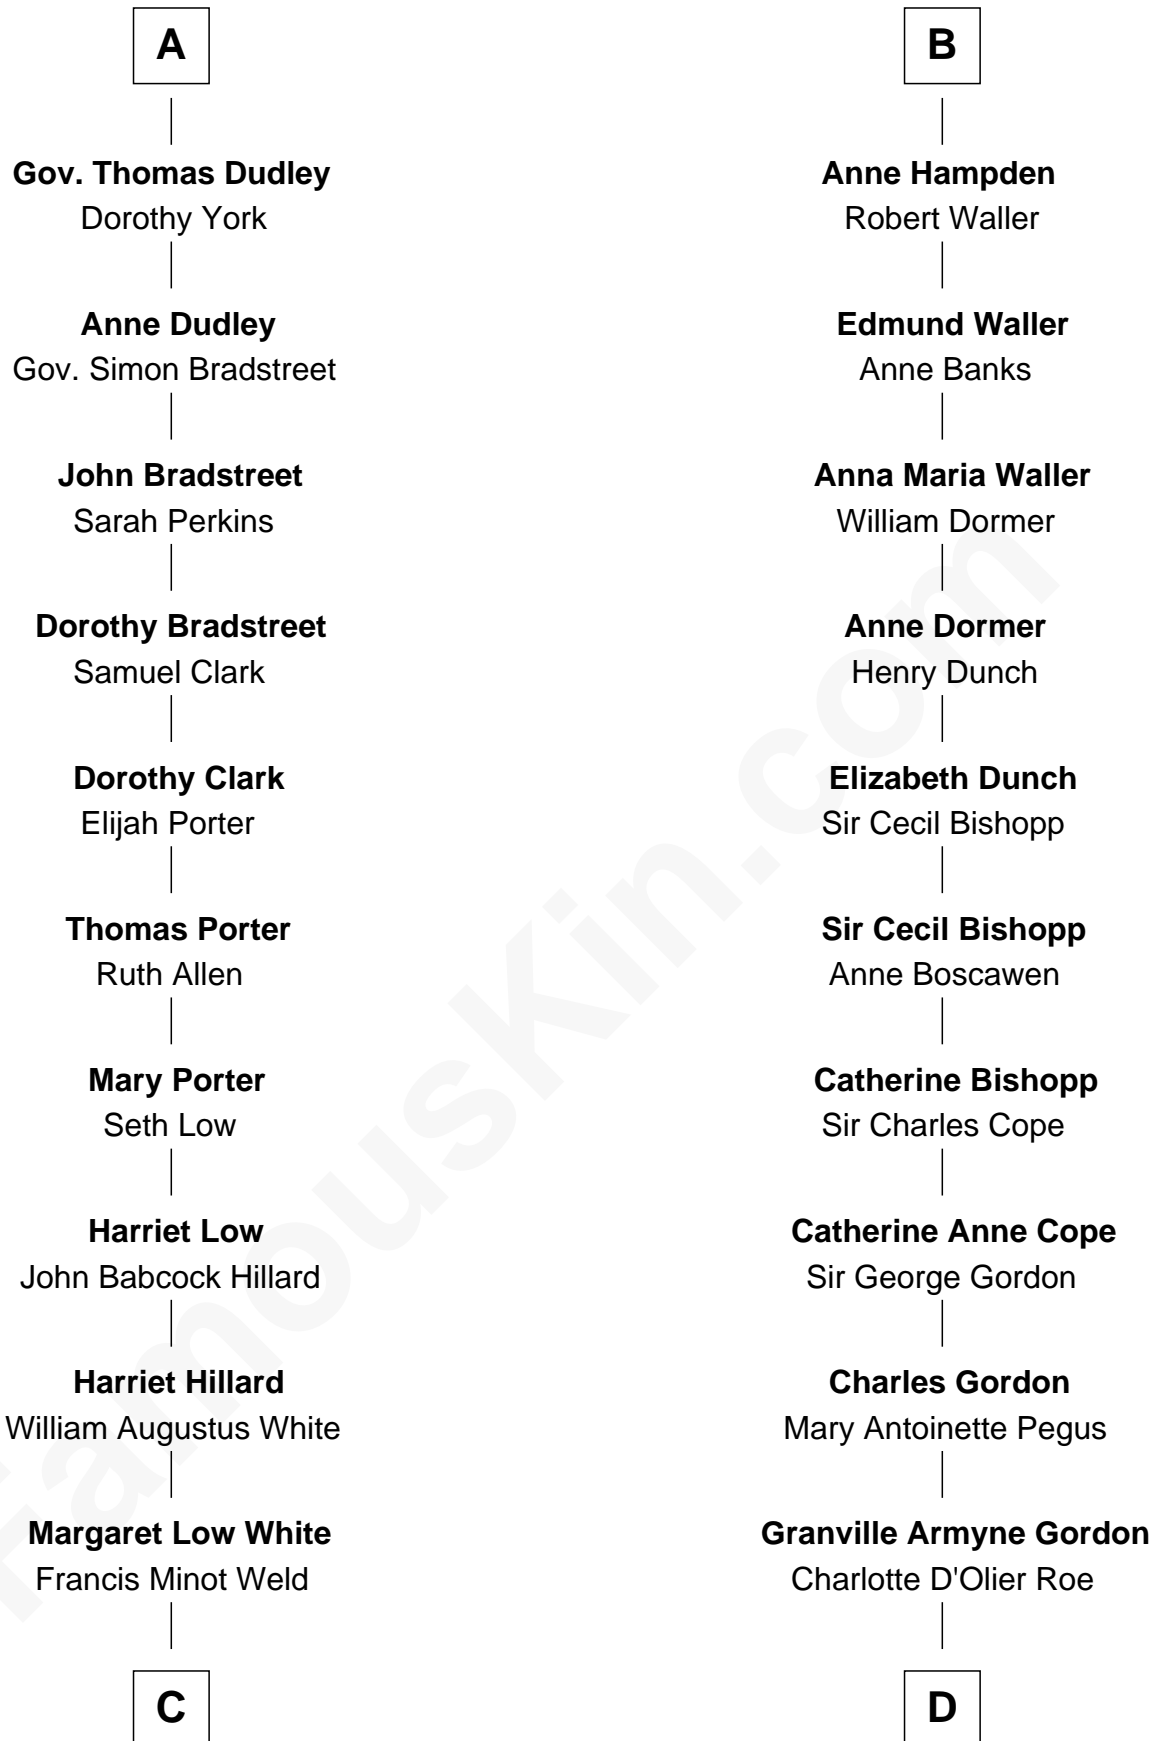 A
Gov. Thomas Dudley
Dorothy York
Anne Dudley
Gov. Simon Bradstreet
John Bradstreet
Sarah Perkins
Dorothy Bradstreet
Samuel Clark
Dorothy Clark
Elijah Porter
Thomas Porter
Ruth Allen
Mary Porter
Seth Low
Harriet Low
John Babcock Hillard
Harriet Hillard
William Augustus White
Margaret Low White
Francis Minot Weld
C
B
Anne Hampden
Robert Waller
Edmund Waller
Anne Banks
Anna Maria Waller
William Dormer
Anne Dormer
Henry Dunch
Elizabeth Dunch
Sir Cecil Bishopp
Sir Cecil Bishopp
Anne Boscawen
Catherine Bishopp
Sir Charles Cope
Catherine Anne Cope
Sir George Gordon
Charles Gordon
Mary Antoinette Pegus
Granville Armyne Gordon
Charlotte D'Olier Roe
D
FamousKin.com